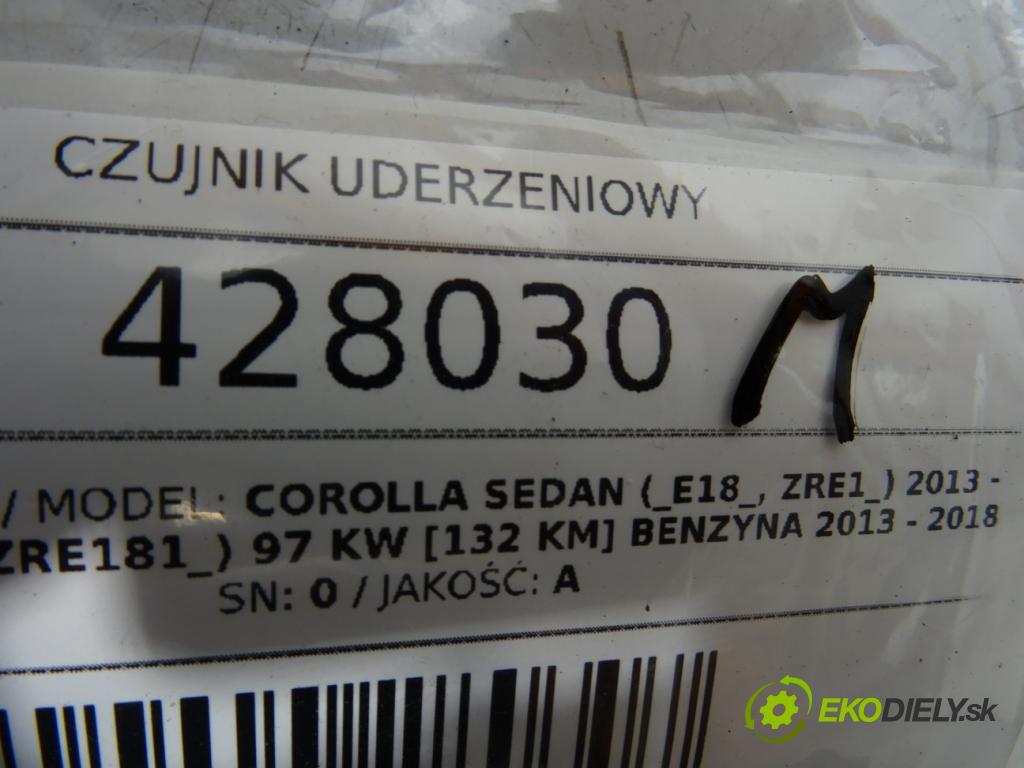 CZUJNIK UDERZENIOWY
428030 M
/ MODEL: COROLLA SEDAN (_E18_, ZRE1_) 2013 -
ZRE181_) 97 KW [132 KM] BENZYNA 2013 - 2018
SN: 0 / JAKOŚĆ: A
EKODIELY.sk